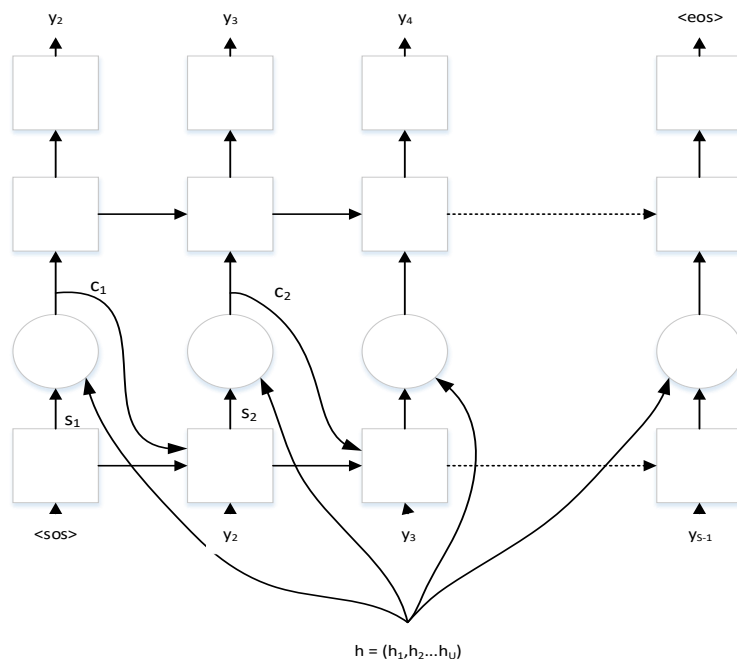 y₂ y₃ y₄ <eos>
c₁ c₂
s₁ s₂
<sos> y₂ y₃ yS-1
h = (h₁,h₂...hU)